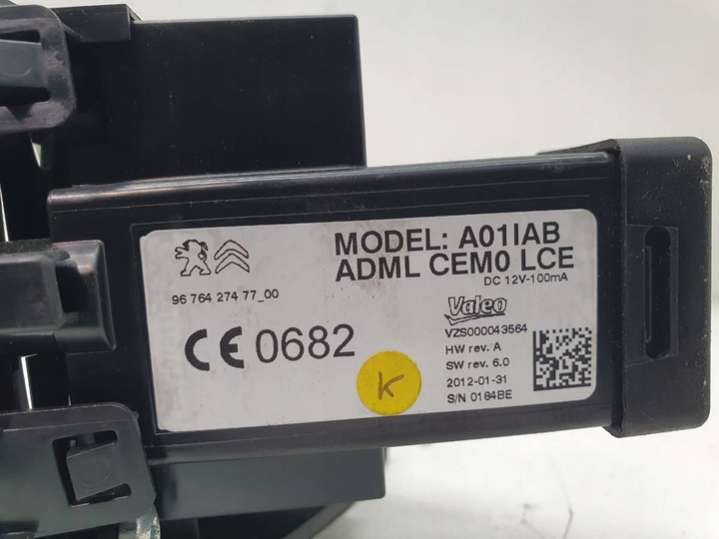 MODEL: A01IAB
ADML CEM0 LCE
DC 12V-100mA
96 764 274 77_00
Valeo
VZS000043564
CE 0682
HW rev. A
SW rev. 6.0
2012-01-31
S/N 0184BE
K